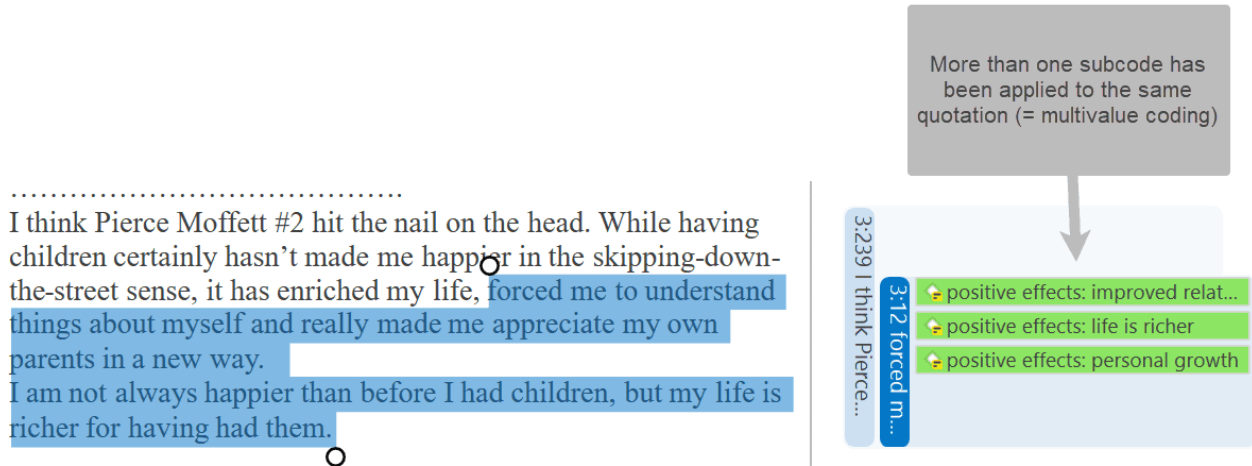 More than one subcode has
been applied to the same
quotation (= multivalue coding)
…………………………………
I think Pierce Moffett #2 hit the nail on the head. While having
children certainly hasn’t made me happier in the skipping-down-
the-street sense, it has enriched my life, forced me to understand
things about myself and really made me appreciate my own
parents in a new way.
I am not always happier than before I had children, but my life is
richer for having had them.
3:239 I think Pierce...
3:12 forced m...
positive effects: improved relat...
positive effects: life is richer
positive effects: personal growth